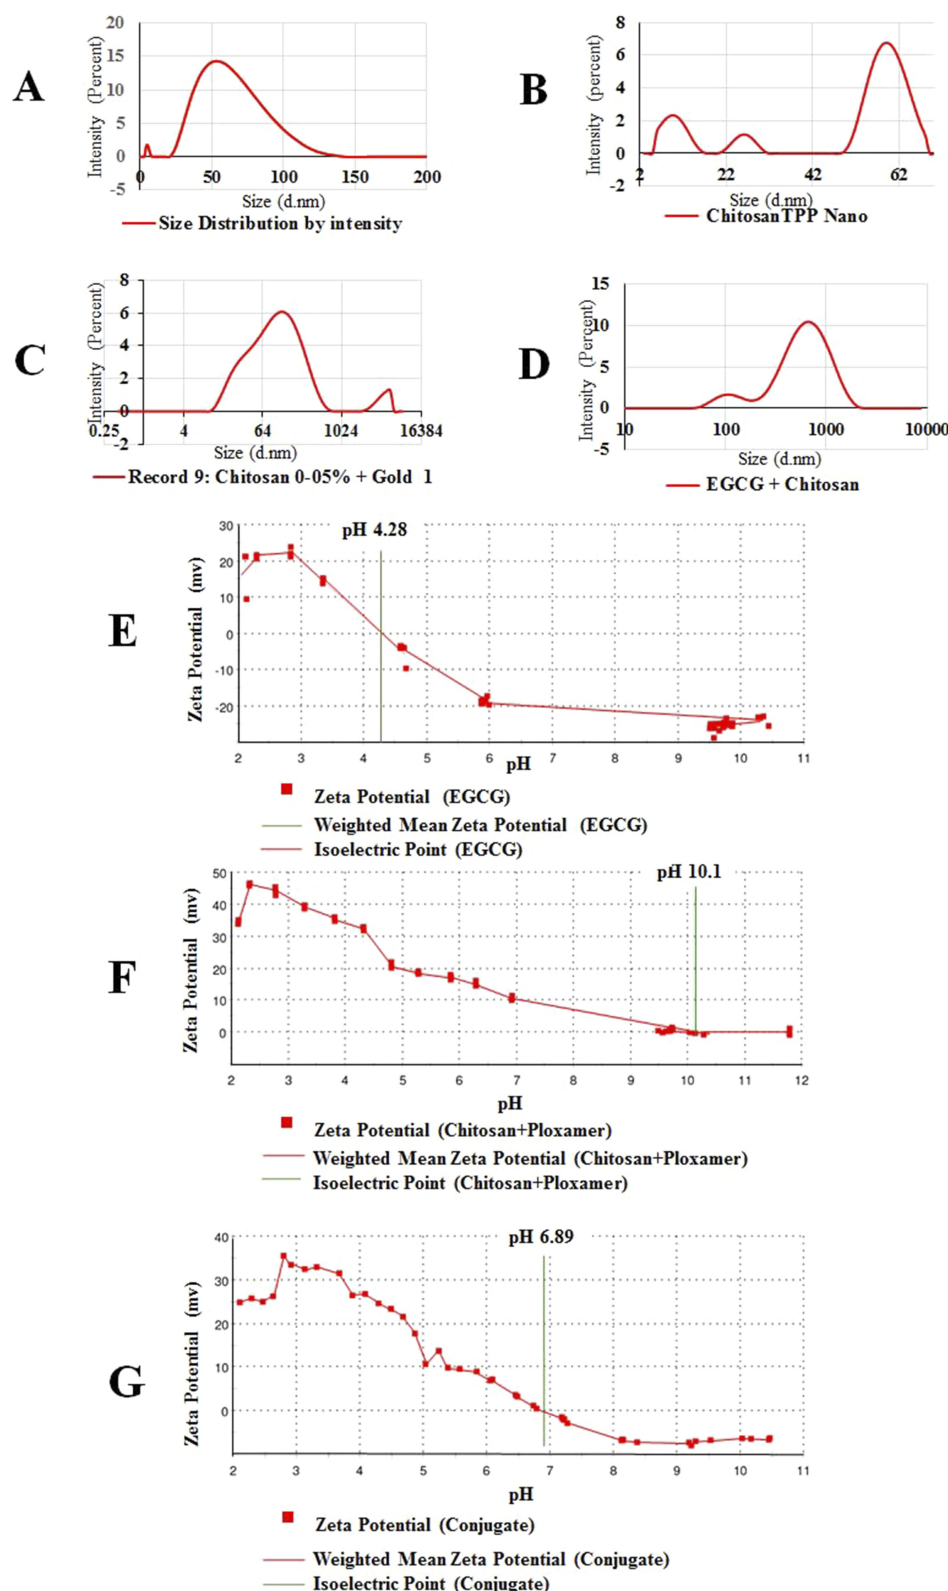 A
Intensity (Percent)
20
15
10
5
0
-5
0 50 100 150 200
Size (d.nm)
Size Distribution by intensity
B
Intensity (percent)
8
6
4
2
0
-2
2 22 42 62
Size (d.nm)
ChitosanTPP Nano
C
Intensity (Percent)
8
6
4
2
0
-2
0.25 4 64 1024 16384
Size (d.nm)
Record 9: Chitosan 0-05% + Gold 1
D
Intensity (Percent)
15
10
5
0
-5
10 100 1000 10000
Size (d.nm)
EGCG + Chitosan
E
pH 4.28
Zeta Potential (mv)
30
20
10
0
-10
-20
2 3 4 5 6 7 8 9 10 11
pH
Zeta Potential (EGCG)
Weighted Mean Zeta Potential (EGCG)
Isoelectric Point (EGCG)
F
pH 10.1
Zeta Potential (mv)
50
40
30
20
10
0
2 3 4 5 6 7 8 9 10 11 12
pH
Zeta Potential (Chitosan+Ploxamer)
Weighted Mean Zeta Potential (Chitosan+Ploxamer)
Isoelectric Point (Chitosan+Ploxamer)
G
pH 6.89
Zeta Potential (mv)
40
30
20
10
0
2 3 4 5 6 7 8 9 10 11
pH
Zeta Potential (Conjugate)
Weighted Mean Zeta Potential (Conjugate)
Isoelectric Point (Conjugate)